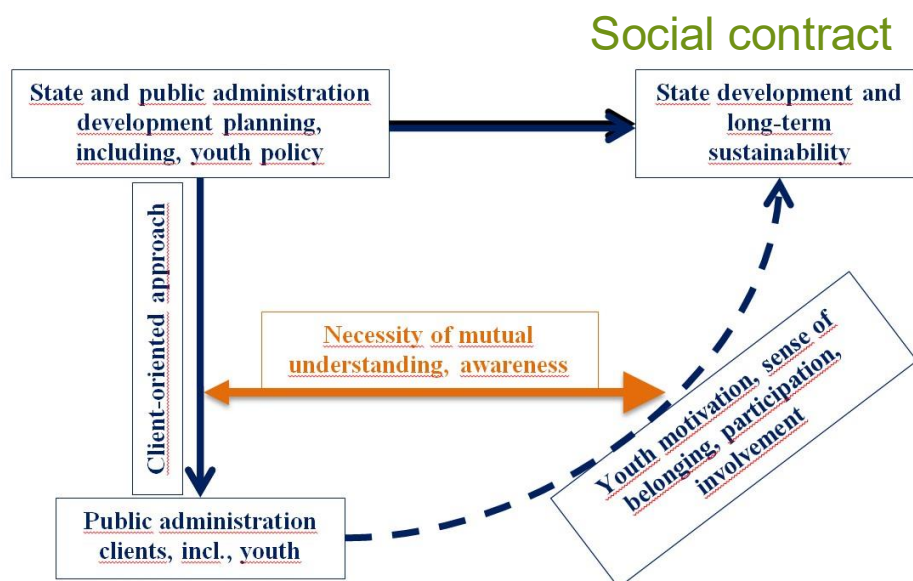 Social contract
State and public administration
development planning,
including, youth policy
State development and
long-term
sustainability
Client-oriented approach
Necessity of mutual
understanding, awareness
Youth motivation, sense of
belonging, participation,
involvement
Public administration
clients, incl., youth